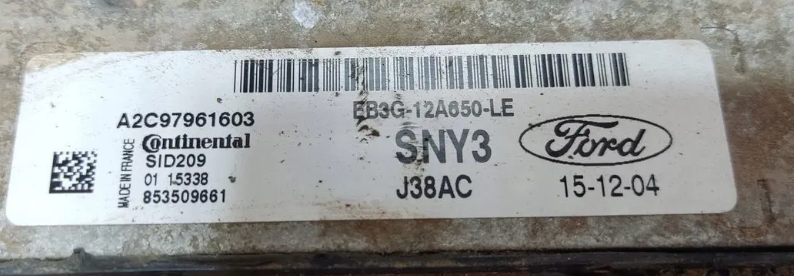 EB3G-12A650-LE
A2C97961603
Continental
SID209
01 15338
853509661
MADE IN FRANCE
SNY3
J38AC
Ford
15-12-04